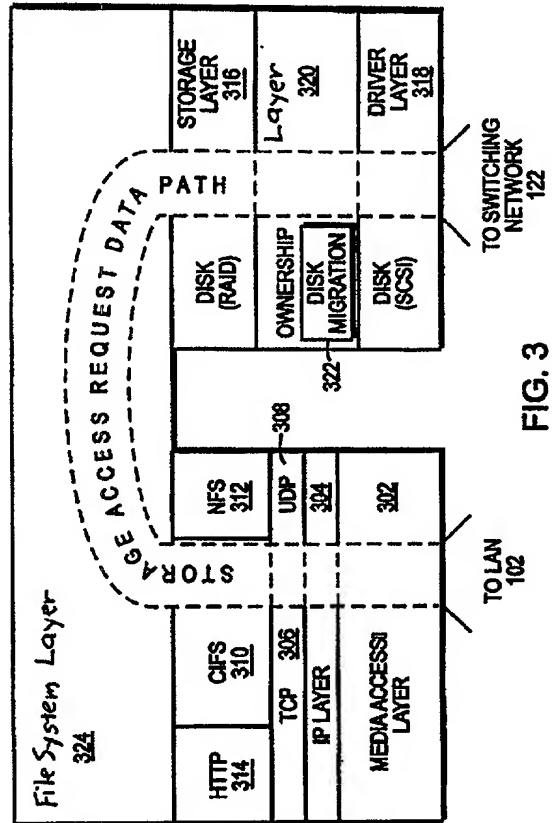 File System Layer
324
STORAGE ACCESS REQUEST DATA PATH
HTTP
314
CIFS
310
NFS
312
TCP
306
UDP
308
IP LAYER
304
MEDIA ACCESS
LAYER
302
TO LAN
102
DISK
(RAID)
STORAGE
LAYER
316
OWNERSHIP
Layer
320
DISK
MIGRATION
322
DISK
(SCSI)
DRIVER
LAYER
318
TO SWITCHING
NETWORK
122
FIG. 3